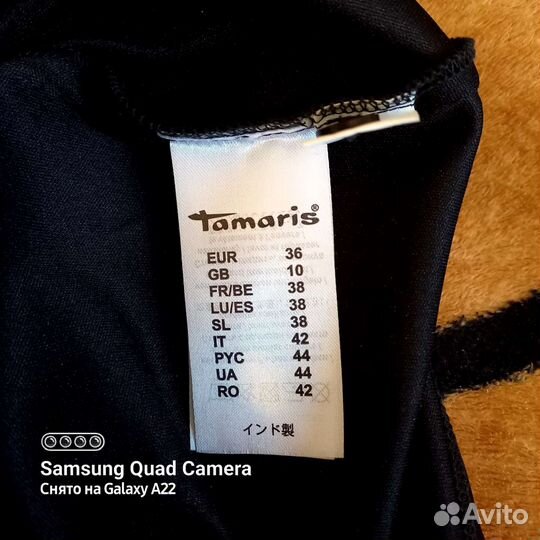 Tamaris®
EUR 36
GB 10
FR/BE 38
LU/ES 38
SL 38
IT 42
РУС 44
UA 44
RO 42
インド製
Samsung Quad Camera
Снято на Galaxy A22
Avito